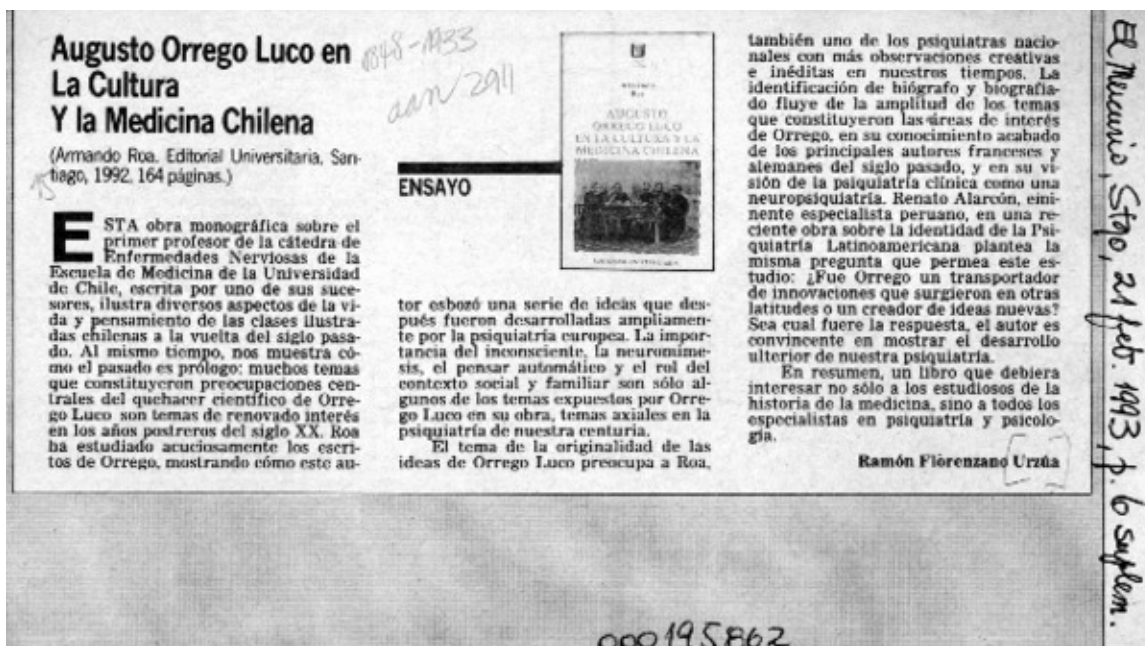 Augusto Orrego Luco en
La Cultura
Y la Medicina Chilena
(Armando Roa. Editorial Universitaria, San-
tiago, 1992, 164 páginas.)
1848-1933
aan 2911
ESTA obra monográfica sobre el
primer profesor de la cátedra de
Enfermedades Nerviosas de la
Escuela de Medicina de la Universidad
de Chile, escrita por uno de sus suce-
sores, ilustra diversos aspectos de la vi-
da y pensamiento de las clases ilustra-
das chilenas a la vuelta del siglo pasa-
do. Al mismo tiempo, nos muestra có-
mo el pasado es prólogo: muchos temas
que constituyeron preocupaciones cen-
trales del quehacer científico de Orre-
go Luco son temas de renovado interés
en los años postreros del siglo XX. Roa
ha estudiado acuciosamente los escri-
tos de Orrego, mostrando cómo este au-
AUGUSTO
ORREGO LUCO
EN LA CULTURA Y LA
MEDICINA CHILENA
ENSAYO
tor esbozó una serie de ideas que des-
pués fueron desarrolladas ampliamen-
te por la psiquiatría europea. La impor-
tancia del inconsciente, la neuromime-
sis, el pensar automático y el rol del
contexto social y familiar son sólo al-
gunos de los temas expuestos por Orre-
go Luco en su obra, temas axiales en la
psiquiatría de nuestra centuria.
El tema de la originalidad de las
ideas de Orrego Luco preocupa a Roa,
también uno de los psiquiatras nacio-
nales con más observaciones creativas
e inéditas en nuestros tiempos. La
identificación de biógrafo y biografia-
do fluye de la amplitud de los temas
que constituyeron las áreas de interés
de Orrego, en su conocimiento acabado
de los principales autores franceses y
alemanes del siglo pasado, y en su vi-
sión de la psiquiatría clínica como una
neuropsiquiatría. Renato Alarcón, emi-
nente especialista peruano, en una re-
ciente obra sobre la identidad de la Psi-
quiatría Latinoamericana plantea la
misma pregunta que permea este es-
tudio: ¿Fue Orrego un transportador
de innovaciones que surgieron en otras
latitudes o un creador de ideas nuevas?
Sea cual fuere la respuesta, el autor es
convincente en mostrar el desarrollo
ulterior de nuestra psiquiatría.
En resumen, un libro que debiera
interesar no sólo a los estudiosos de la
historia de la medicina, sino a todos los
especialistas en psiquiatría y psicolo-
gía.
Ramón Florenzano Urzúa
El Mercurio, Stgo, 21 feb. 1993, p. 6 suplem.
000195862